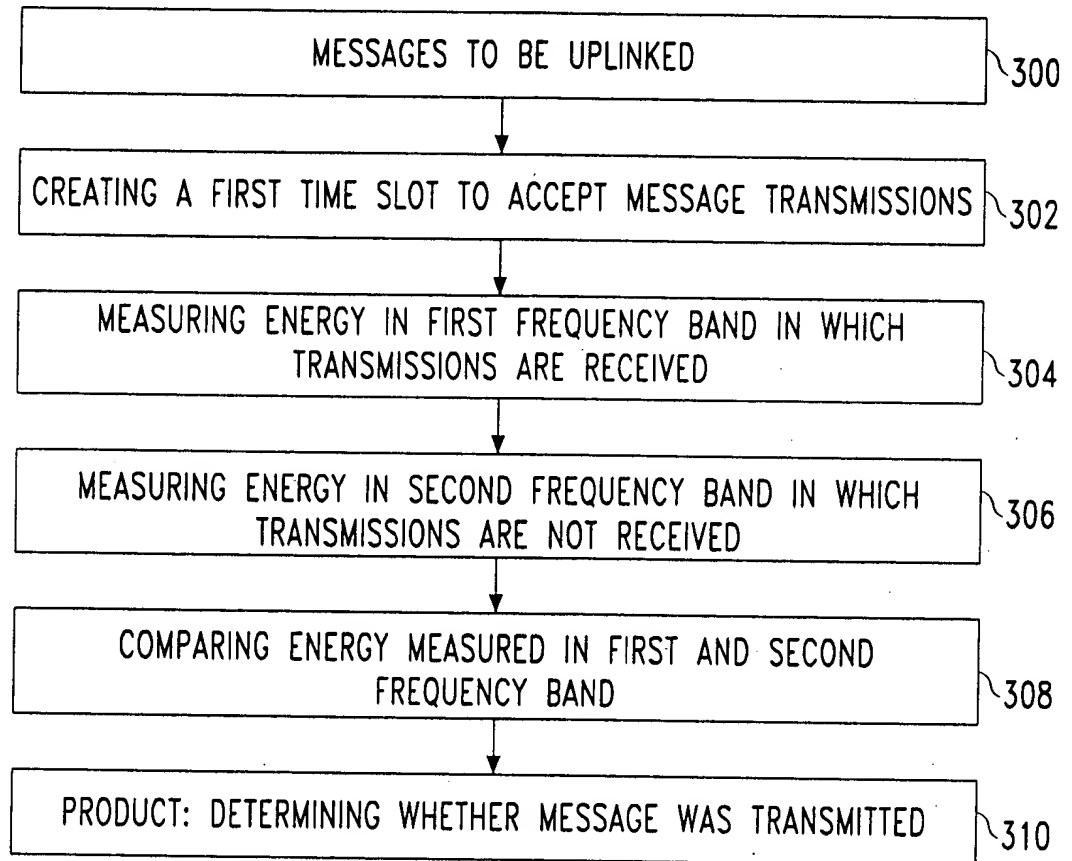 MESSAGES TO BE UPLINKED
300
CREATING A FIRST TIME SLOT TO ACCEPT MESSAGE TRANSMISSIONS
302
MEASURING ENERGY IN FIRST FREQUENCY BAND IN WHICH
TRANSMISSIONS ARE RECEIVED
304
MEASURING ENERGY IN SECOND FREQUENCY BAND IN WHICH
TRANSMISSIONS ARE NOT RECEIVED
306
COMPARING ENERGY MEASURED IN FIRST AND SECOND
FREQUENCY BAND
308
PRODUCT: DETERMINING WHETHER MESSAGE WAS TRANSMITTED
310